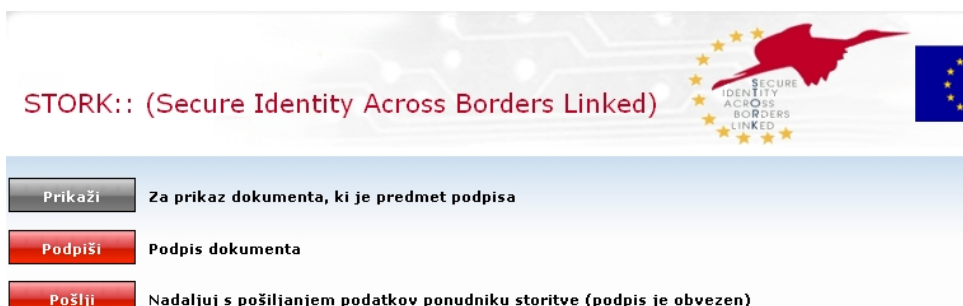 STORK:: (Secure Identity Across Borders Linked)
SECURE
IDENTITY
ACROSS
BORDERS
LINKED
Prikaži Za prikaz dokumenta, ki je predmet podpisa
Podpiši Podpis dokumenta
Pošlji Nadaljuj s pošiljanjem podatkov ponudniku storitve (podpis je obvezen)